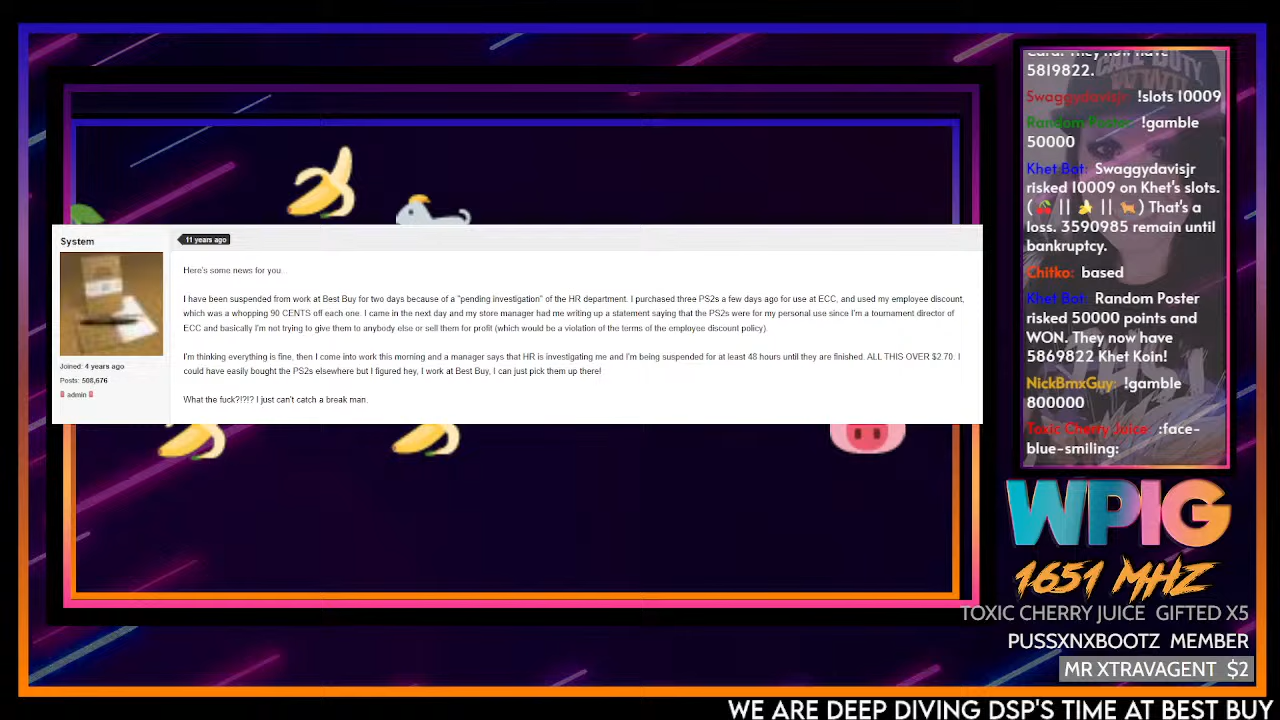 System
11 years ago
Here's some news for you.
I have been suspended from work at Best Buy for two days because of a "pending investigation" of the HR department. I purchased three PS2s a few days ago for use at ECC, and used my employee discount,
which was a whopping 90 CENTS off each one. I came in the next day and my store manager had me writing up a statement saying that the PS2s were for my personal use since I'm a tournament director of
ECC and basically I'm not trying to give them to anybody else or sell them for profit (which would be a violation of the terms of the employee discount policy).
I'm thinking everything is fine, then I come into work this morning and a manager says that HR is investigating me and I'm being suspended for at least 48 hours until they are finished. ALL THIS OVER $2.70. I
could have easily bought the PS2s elsewhere but I figured hey, I work at Best Buy, I can just pick them up there!
What the fuck?!?!? I just can't catch a break man.
Joined: 4 years ago
Posts: 508,676
admin
They now have
5819822.
Swaggydavisjr: !slots 10009
Random Poster: !gamble
50000
Khet Bot: Swaggydavisjr
risked 10009 on Khet's slots.
( 🍒 || 🍌 || 🐕 ) That's a
loss. 3590985 remain until
bankruptcy.
Chitko: based
Khet Bot: Random Poster
risked 50000 points and
WON. They now have
5869822 Khet Koin!
NickBmxGuy: !gamble
800000
Toxic Cherry Juice: :face-
blue-smiling:
WPIG
1651 MHZ
TOXIC CHERRY JUICE GIFTED X5
PUSSXNXBOOTZ MEMBER
MR XTRAVAGENT $2
WE ARE DEEP DIVING DSP'S TIME AT BEST BUY